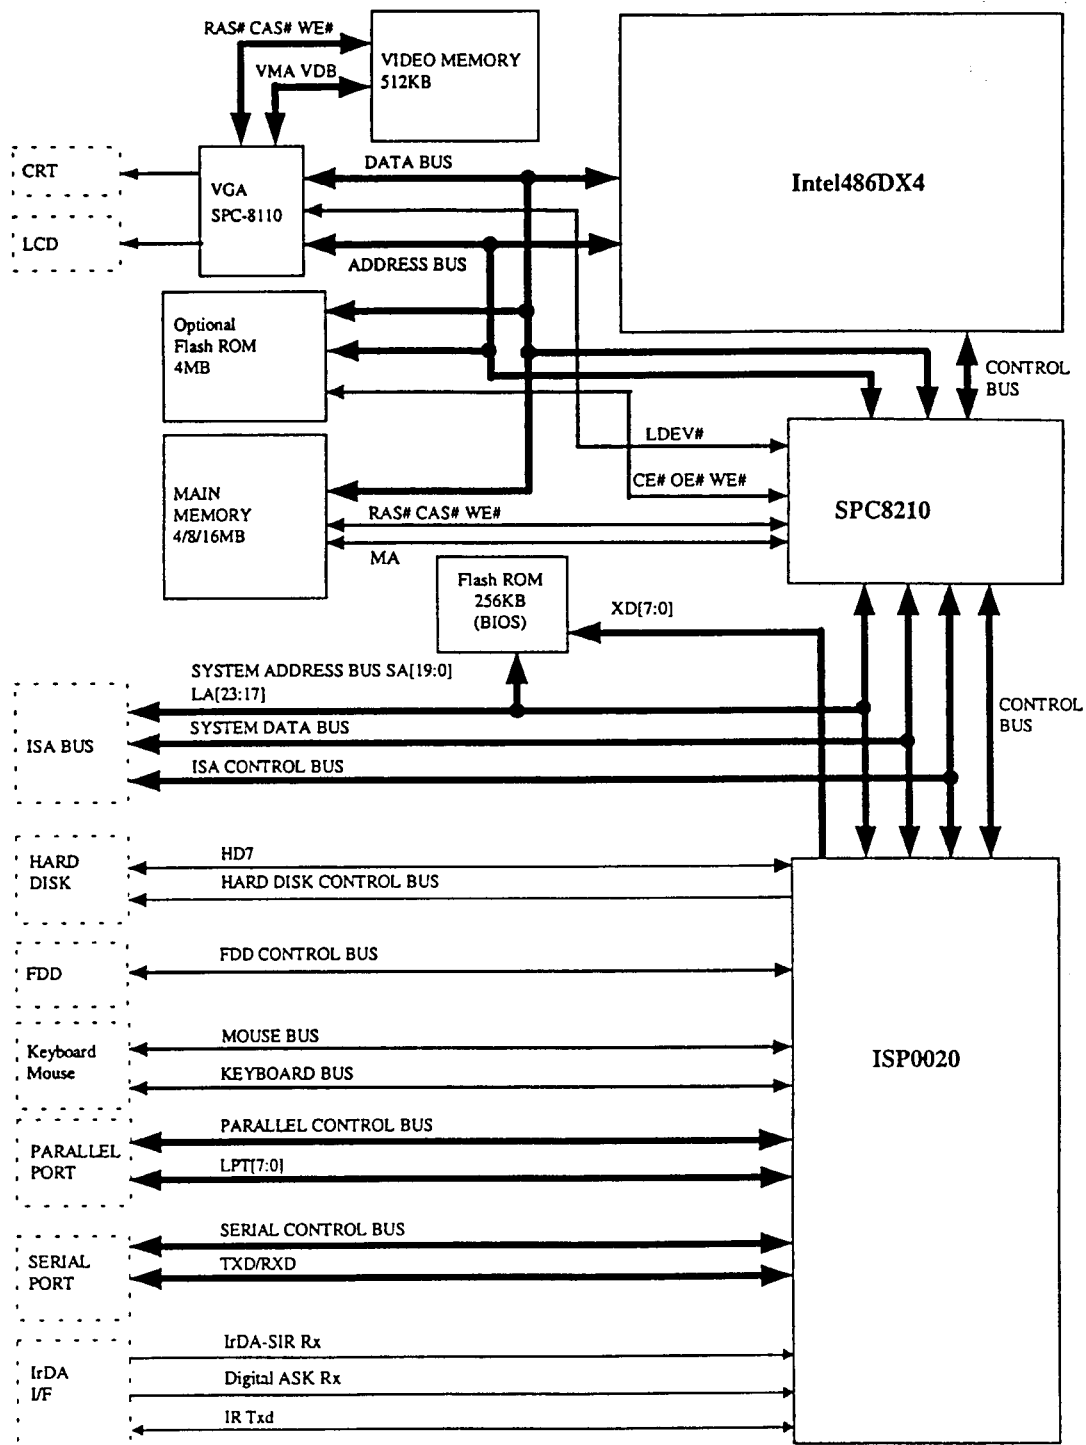 RAS# CAS# WE#
VIDEO MEMORY
512KB
VMA VDB
CRT
LCD
VGA
SPC-8110
DATA BUS
ADDRESS BUS
Intel486DX4
Optional
Flash ROM
4MB
CONTROL
BUS
LDEV#
CE# OE# WE#
MAIN
MEMORY
4/8/16MB
RAS# CAS# WE#
MA
SPC8210
Flash ROM
256KB
(BIOS)
XD[7:0]
SYSTEM ADDRESS BUS SA[19:0]
LA[23:17]
SYSTEM DATA BUS
ISA BUS
ISA CONTROL BUS
CONTROL
BUS
HARD
DISK
HD7
HARD DISK CONTROL BUS
FDD
FDD CONTROL BUS
Keyboard
Mouse
MOUSE BUS
KEYBOARD BUS
ISP0020
PARALLEL
PORT
PARALLEL CONTROL BUS
LPT[7:0]
SERIAL
PORT
SERIAL CONTROL BUS
TXD/RXD
IrDA
I/F
IrDA-SIR Rx
Digital ASK Rx
IR Txd